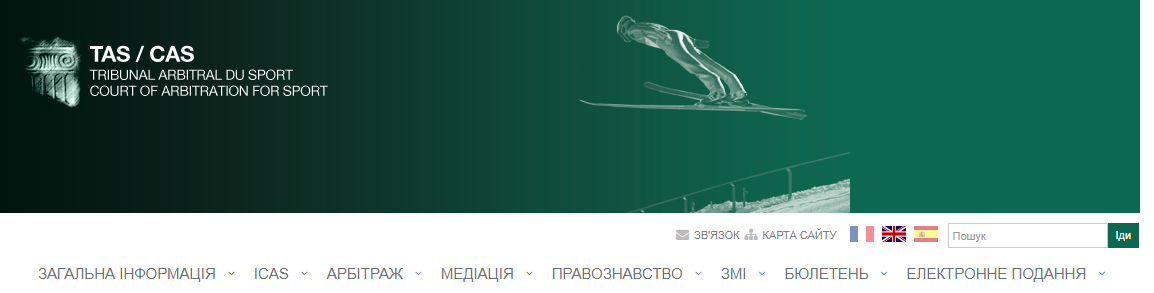 TAS / CAS
TRIBUNAL ARBITRAL DU SPORT
COURT OF ARBITRATION FOR SPORT
ЗВ'ЯЗОК КАРТА САЙТУ Пошук Іди
ЗАГАЛЬНА ІНФОРМАЦІЯ ICAS АРБІТРАЖ МЕДІАЦІЯ ПРАВОЗНАВСТВО ЗМІ БЮЛЕТЕНЬ ЕЛЕКТРОННЕ ПОДАННЯ